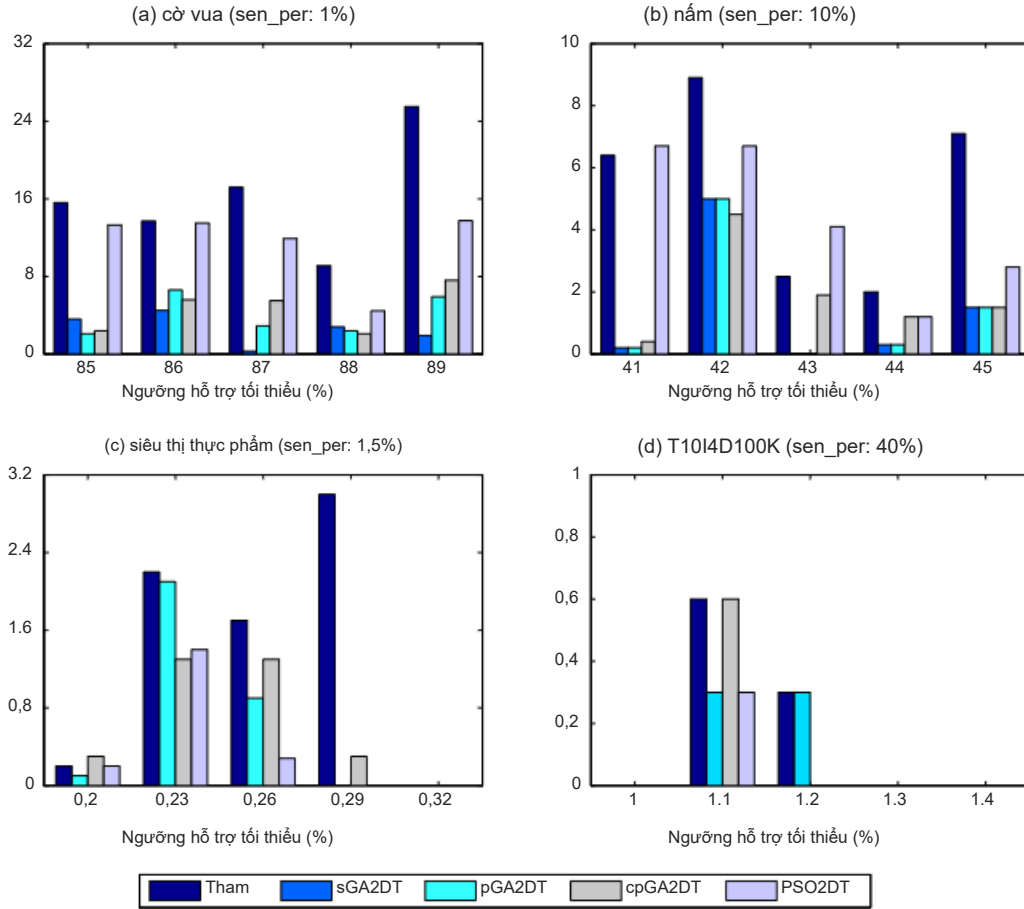 (a) cờ vua (sen_per: 1%)
32
24
16
8
0
85 86 87 88 89
Ngưỡng hỗ trợ tối thiểu (%)
(b) nấm (sen_per: 10%)
10
8
6
4
2
0
41 42 43 44 45
Ngưỡng hỗ trợ tối thiểu (%)
(c) siêu thị thực phẩm (sen_per: 1,5%)
3.2
2.4
1.6
0,8
0
0,2 0,23 0,26 0,29 0,32
Ngưỡng hỗ trợ tối thiểu (%)
(d) T10I4D100K (sen_per: 40%)
1
0,8
0,6
0,4
0,2
0
1 1.1 1.2 1.3 1.4
Ngưỡng hỗ trợ tối thiểu (%)
Tham sGA2DT pGA2DT cpGA2DT PSO2DT